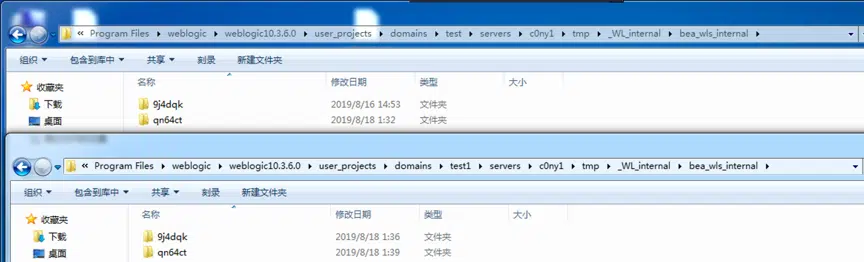 « Program Files ▸ weblogic ▸ weblogic10.3.6.0 ▸ user_projects ▸ domains ▸ test ▸ servers ▸ c0ny1 ▸ tmp ▸ _WL_internal ▸ bea_wls_internal ▸
组织 包含到库中 共享 刻录 新建文件夹
收藏夹 名称 修改日期 类型 大小
下载 9j4dqk 2019/8/16 14:53 文件夹
桌面 qn64ct 2019/8/18 1:32 文件夹
« Program Files ▸ weblogic ▸ weblogic10.3.6.0 ▸ user_projects ▸ domains ▸ test1 ▸ servers ▸ c0ny1 ▸ tmp ▸ _WL_internal ▸ bea_wls_internal ▸
组织 包含到库中 共享 刻录 新建文件夹
收藏夹 名称 修改日期 类型 大小
下载 9j4dqk 2019/8/18 1:36 文件夹
桌面 qn64ct 2019/8/18 1:39 文件夹